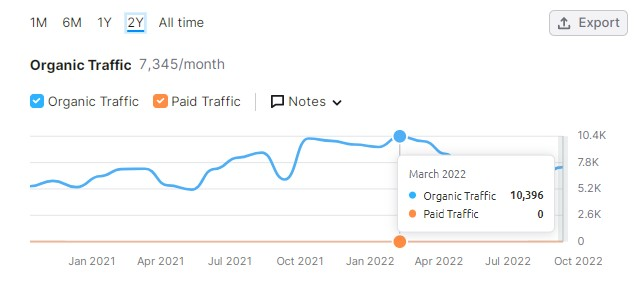 1M 6M 1Y 2Y All time Export
Organic Traffic 7,345/month
Organic Traffic Paid Traffic Notes
10.4K
7.8K
March 2022
Organic Traffic 10,396
5.2K
Paid Traffic 0
2.6K
0
Jan 2021 Apr 2021 Jul 2021 Oct 2021 Jan 2022 Apr 2022 Jul 2022 Oct 2022